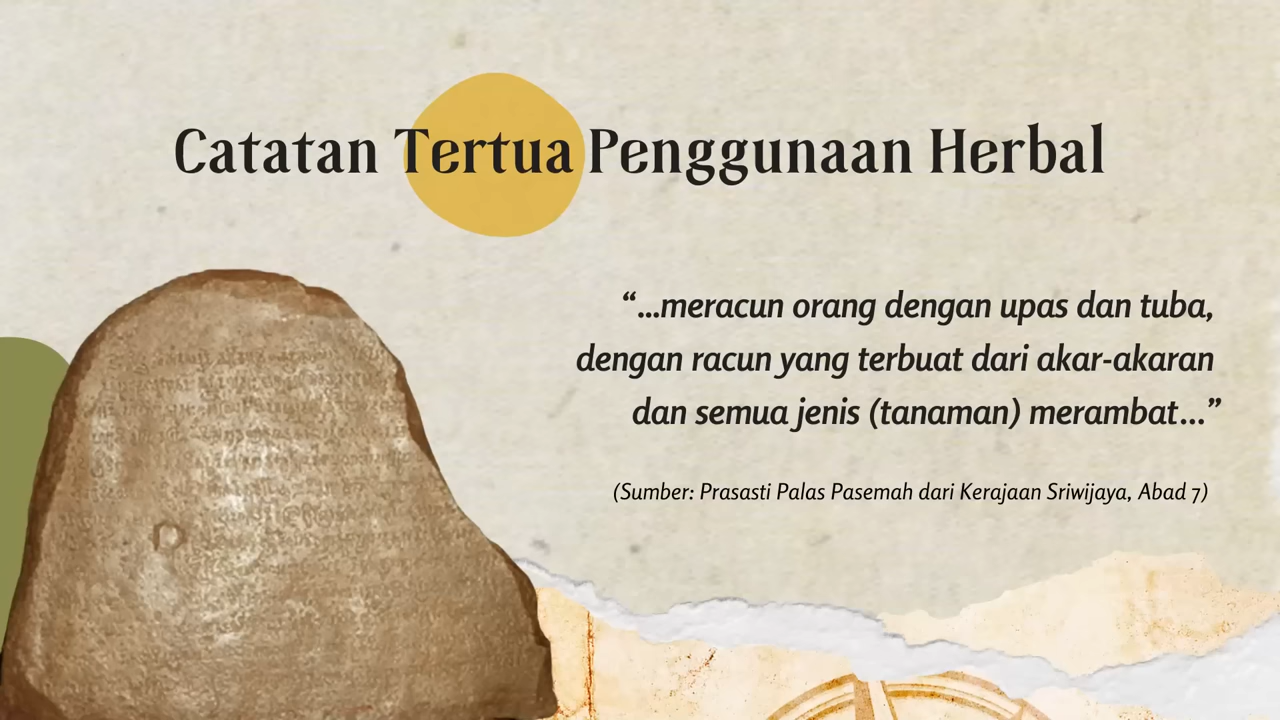 Catatan Tertua Penggunaan Herbal
“...meracun orang dengan upas dan tuba,
dengan racun yang terbuat dari akar-akaran
dan semua jenis (tanaman) merambat...”
(Sumber: Prasasti Palas Pasemah dari Kerajaan Sriwijaya, Abad 7)